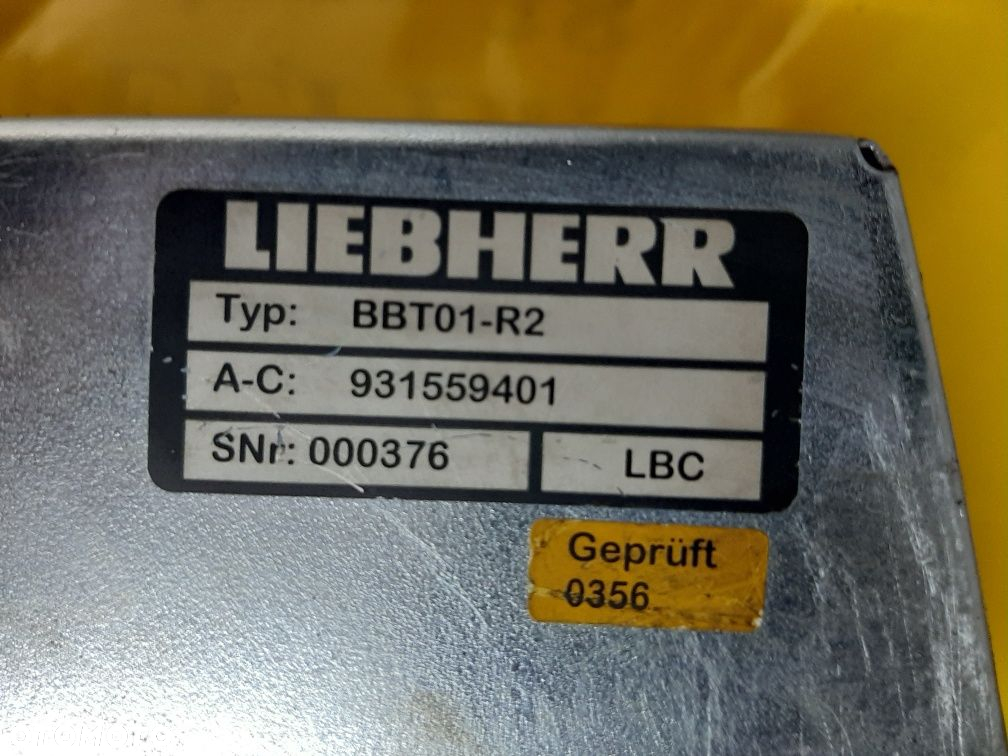 LIEBHERR
Typ: BBT01-R2
A-C: 931559401
SNr: 000376 LBC
Geprüft
0356